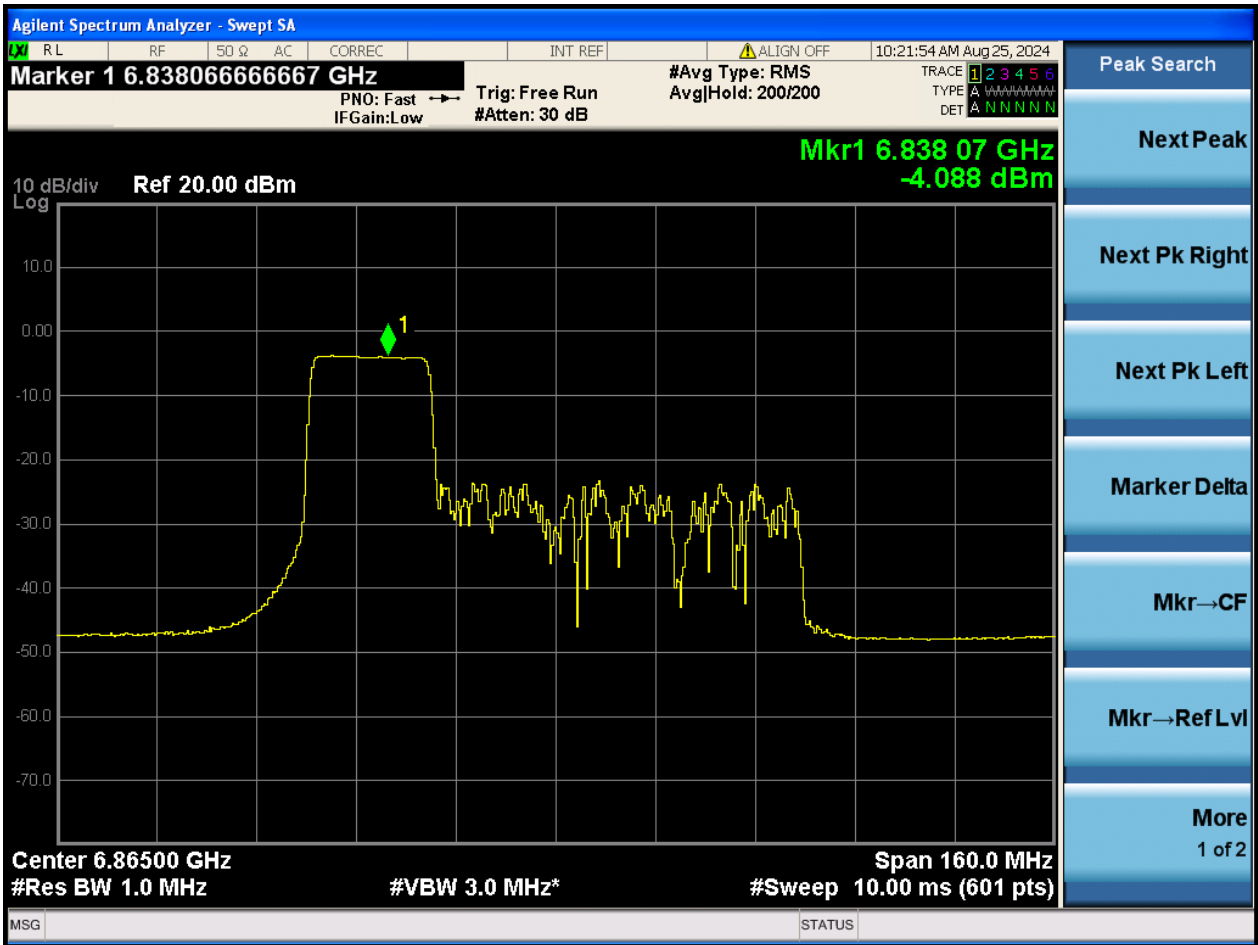 Agilent Spectrum Analyzer - Swept SA
LXI RL RF 50 Ω AC CORREC INT REF ALIGN OFF 10:21:54 AM Aug 25, 2024
Marker 1 6.838066666667 GHz
PNO: Fast
IFGain:Low
Trig: Free Run
#Atten: 30 dB
#Avg Type: RMS
Avg|Hold: 200/200
TRACE 1 2 3 4 5 6
TYPE A WWWWWW
DET A N N N N N
Mkr1 6.838 07 GHz
-4.088 dBm
10 dB/div Ref 20.00 dBm
Log
10.0
0.00
-10.0
-20.0
-30.0
-40.0
-50.0
-60.0
-70.0
1
Center 6.86500 GHz Span 160.0 MHz
#Res BW 1.0 MHz #VBW 3.0 MHz* #Sweep 10.00 ms (601 pts)
MSG STATUS
Peak Search
Next Peak
Next Pk Right
Next Pk Left
Marker Delta
Mkr→CF
Mkr→Ref Lvl
More
1 of 2